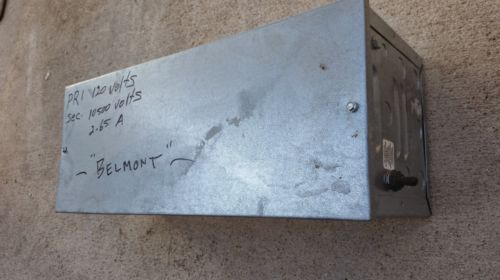 PRI 120 volts
Sec. 10500 volts
2.65 A
"BELMONT"